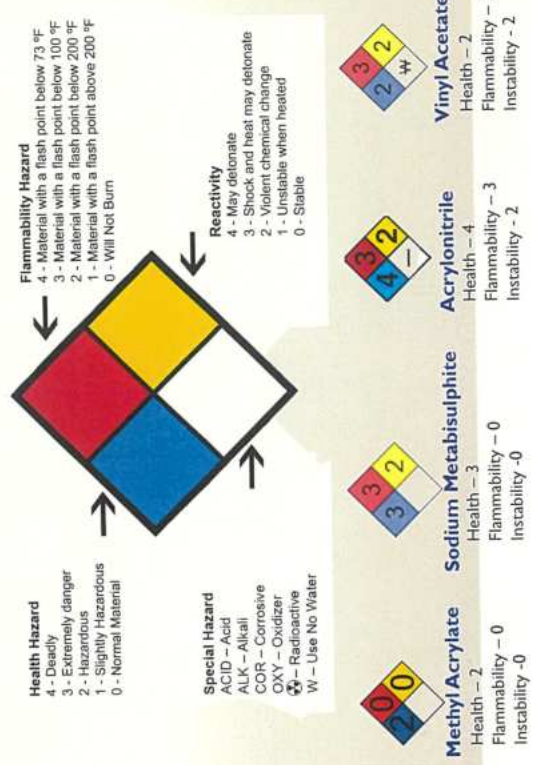 Health Hazard
4 - Deadly
3 - Extremely danger
2 - Hazardous
1 - Slightly Hazardous
0 - Normal Material
Flammability Hazard
4 - Material with a flash point below 73 ºF
3 - Material with a flash point below 100 ºF
2 - Material with a flash point below 200 ºF
1 - Material with a flash point above 200 ºF
0 - Will Not Burn
Special Hazard
ACID – Acid
ALK – Alkali
COR – Corrosive
OXY – Oxidizer
☢ – Radioactive
W – Use No Water
Reactivity
4 - May detonate
3 - Shock and heat may detonate
2 - Violent chemical change
1 - Unstable when heated
0 - Stable
0
2 0
Methyl Acrylate
Health – 2
Flammability – 0
Instability -0
3
3 2
Sodium Metabisulphite
Health – 3
Flammability – 0
Instability -0
3
4 2
–
Acrylonitrile
Health – 4
Flammability – 3
Instability - 2
3
2 2
W
Vinyl Acetate
Health – 2
Flammability –
Instability - 2